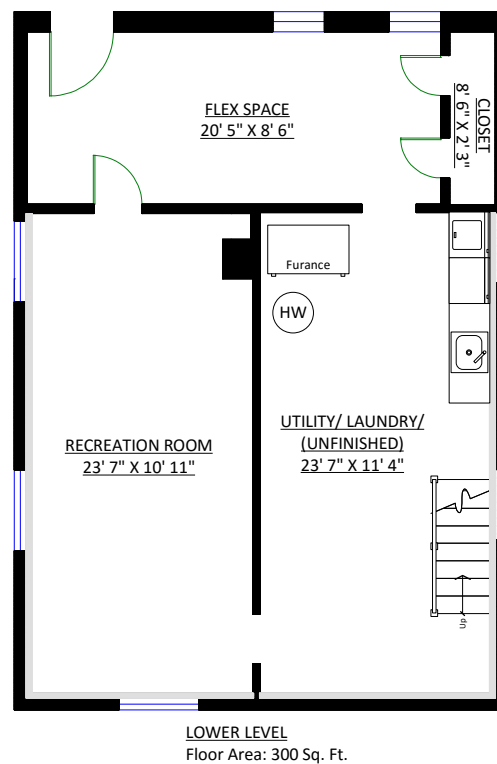 FLEX SPACE
20' 5" X 8' 6"
CLOSET
8' 6" X 2' 3"
Furance
HW
RECREATION ROOM
23' 7" X 10' 11"
UTILITY/ LAUNDRY/
(UNFINISHED)
23' 7" X 11' 4"
Up
LOWER LEVEL
Floor Area: 300 Sq. Ft.